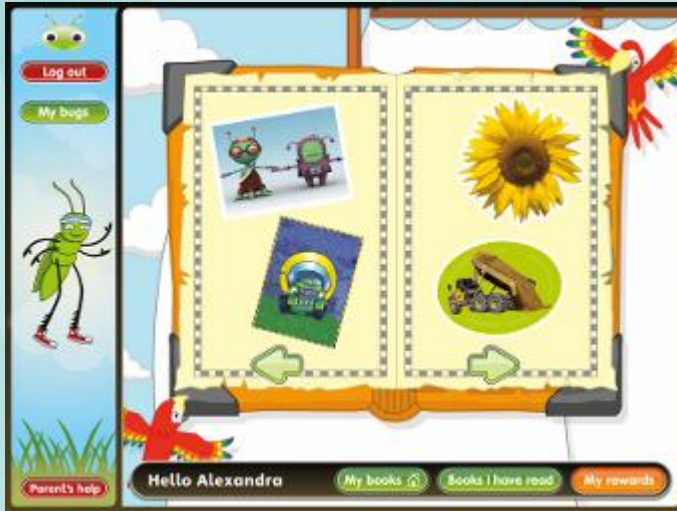 Log out
My bugs
Parent's help
Hello Alexandra
My books
Books I have read
My rewards